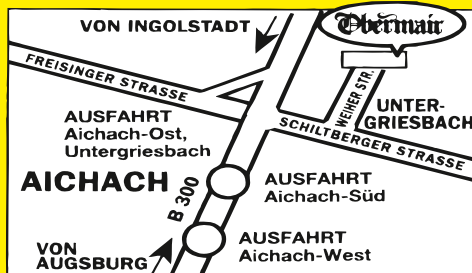 VON INGOLSTADT
Obermair
FREISINGER STRASSE
WEIHER STR.
UNTER-
GRIESBACH
AUSFAHRT
Aichach-Ost,
Untergriesbach
SCHILTBERGER STRASSE
AICHACH
B 300
AUSFAHRT
Aichach-Süd
VON
AUGSBURG
AUSFAHRT
Aichach-West